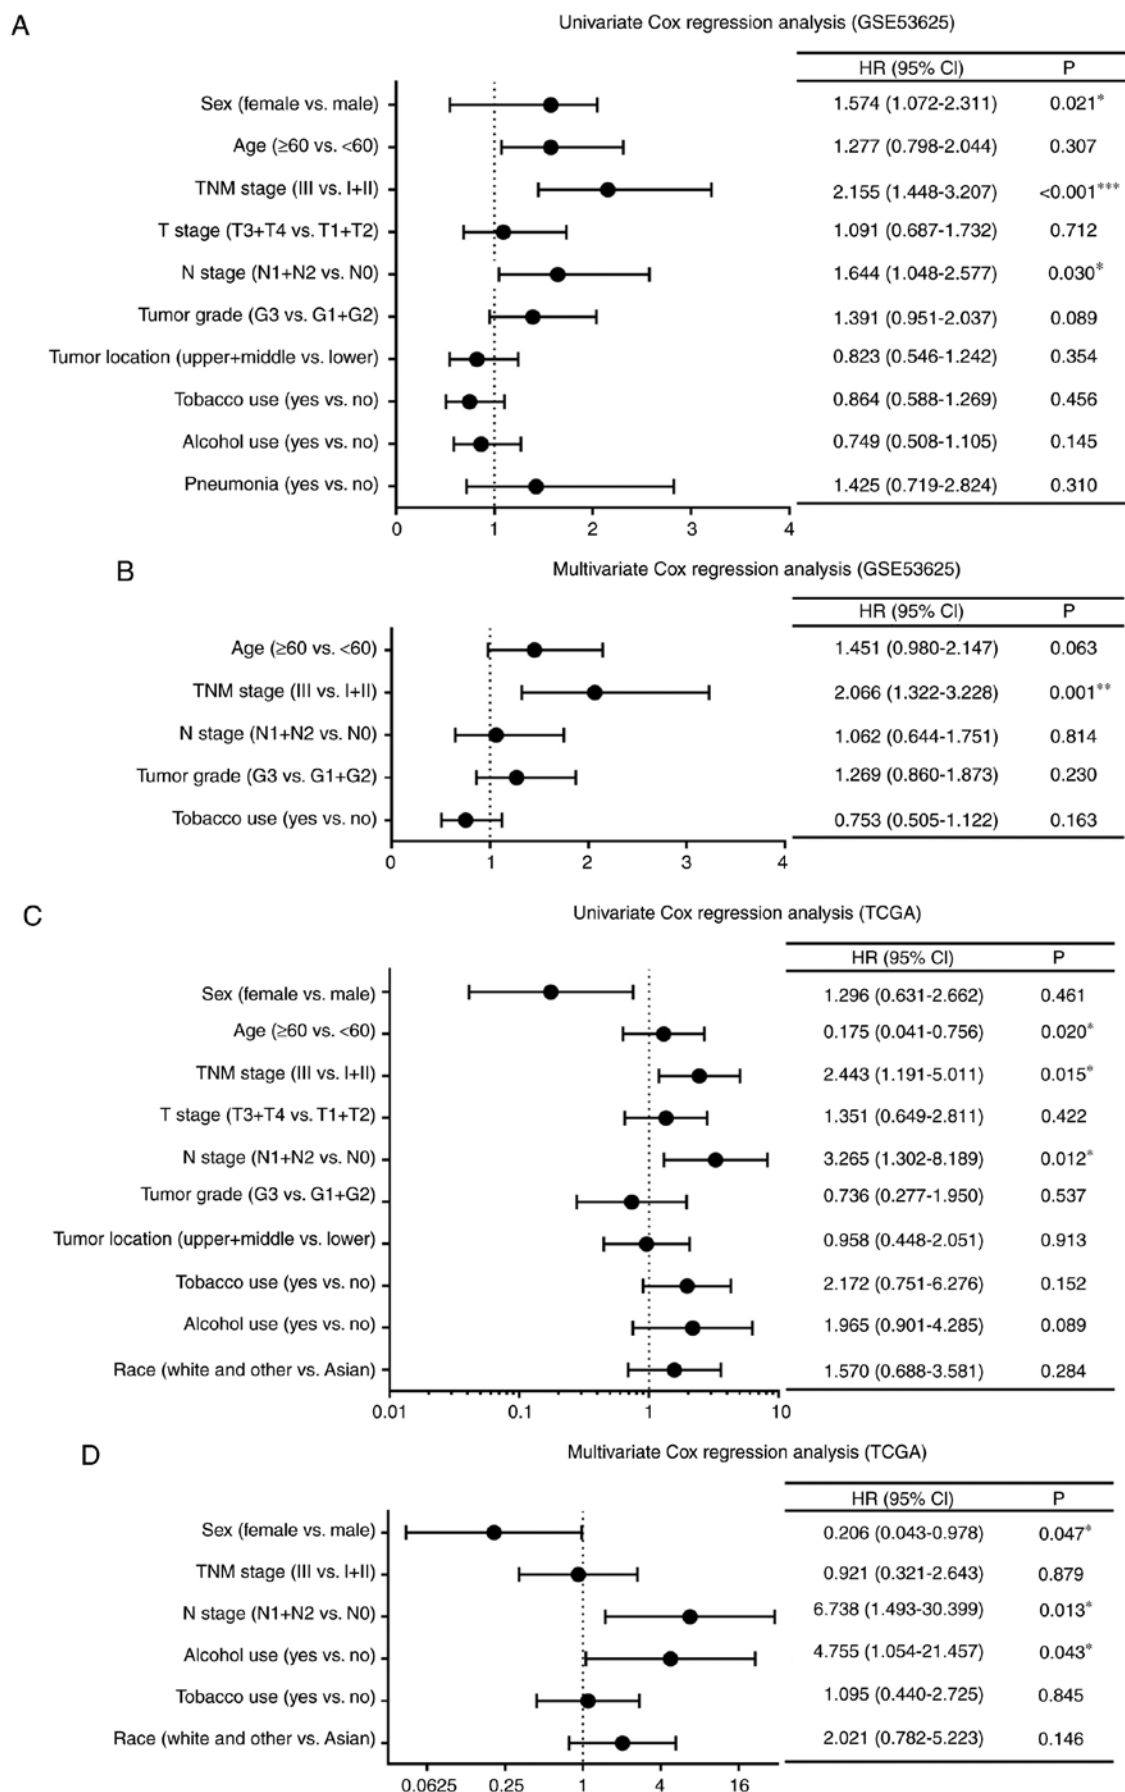 A
Univariate Cox regression analysis (GSE53625)
HR (95% CI) P
Sex (female vs. male) 1.574 (1.072-2.311) 0.021*
Age (≥60 vs. <60) 1.277 (0.798-2.044) 0.307
TNM stage (III vs. I+II) 2.155 (1.448-3.207) <0.001***
T stage (T3+T4 vs. T1+T2) 1.091 (0.687-1.732) 0.712
N stage (N1+N2 vs. N0) 1.644 (1.048-2.577) 0.030*
Tumor grade (G3 vs. G1+G2) 1.391 (0.951-2.037) 0.089
Tumor location (upper+middle vs. lower) 0.823 (0.546-1.242) 0.354
Tobacco use (yes vs. no) 0.864 (0.588-1.269) 0.456
Alcohol use (yes vs. no) 0.749 (0.508-1.105) 0.145
Pneumonia (yes vs. no) 1.425 (0.719-2.824) 0.310
0 1 2 3 4
B
Multivariate Cox regression analysis (GSE53625)
HR (95% CI) P
Age (≥60 vs. <60) 1.451 (0.980-2.147) 0.063
TNM stage (III vs. I+II) 2.066 (1.322-3.228) 0.001**
N stage (N1+N2 vs. N0) 1.062 (0.644-1.751) 0.814
Tumor grade (G3 vs. G1+G2) 1.269 (0.860-1.873) 0.230
Tobacco use (yes vs. no) 0.753 (0.505-1.122) 0.163
0 1 2 3 4
C
Univariate Cox regression analysis (TCGA)
HR (95% CI) P
Sex (female vs. male) 1.296 (0.631-2.662) 0.461
Age (≥60 vs. <60) 0.175 (0.041-0.756) 0.020*
TNM stage (III vs. I+II) 2.443 (1.191-5.011) 0.015*
T stage (T3+T4 vs. T1+T2) 1.351 (0.649-2.811) 0.422
N stage (N1+N2 vs. N0) 3.265 (1.302-8.189) 0.012*
Tumor grade (G3 vs. G1+G2) 0.736 (0.277-1.950) 0.537
Tumor location (upper+middle vs. lower) 0.958 (0.448-2.051) 0.913
Tobacco use (yes vs. no) 2.172 (0.751-6.276) 0.152
Alcohol use (yes vs. no) 1.965 (0.901-4.285) 0.089
Race (white and other vs. Asian) 1.570 (0.688-3.581) 0.284
0.01 0.1 1 10
D
Multivariate Cox regression analysis (TCGA)
HR (95% CI) P
Sex (female vs. male) 0.206 (0.043-0.978) 0.047*
TNM stage (III vs. I+II) 0.921 (0.321-2.643) 0.879
N stage (N1+N2 vs. N0) 6.738 (1.493-30.399) 0.013*
Alcohol use (yes vs. no) 4.755 (1.054-21.457) 0.043*
Tobacco use (yes vs. no) 1.095 (0.440-2.725) 0.845
Race (white and other vs. Asian) 2.021 (0.782-5.223) 0.146
0.0625 0.25 1 4 16